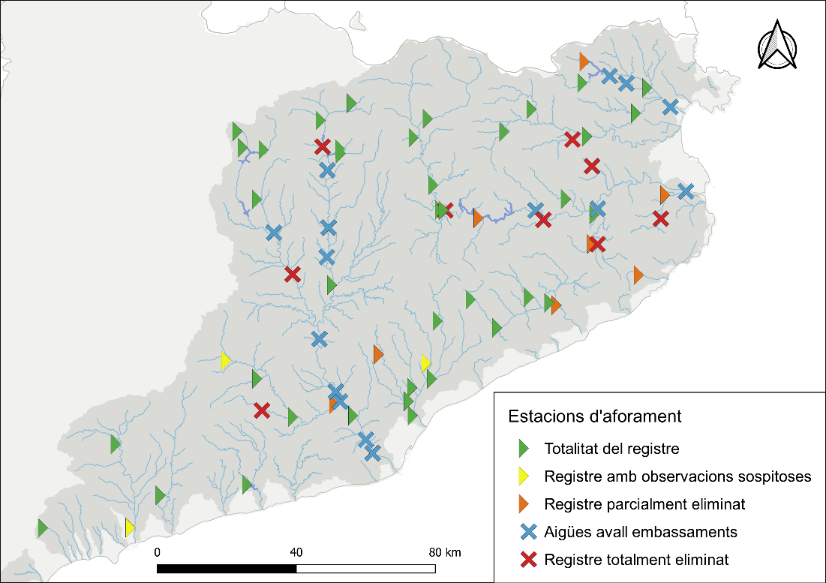 Estacions d'aforament
Totalitat del registre
Registre amb observacions sospitoses
Registre parcialment eliminat
Aigües avall embassaments
Registre totalment eliminat
0 40 80 km